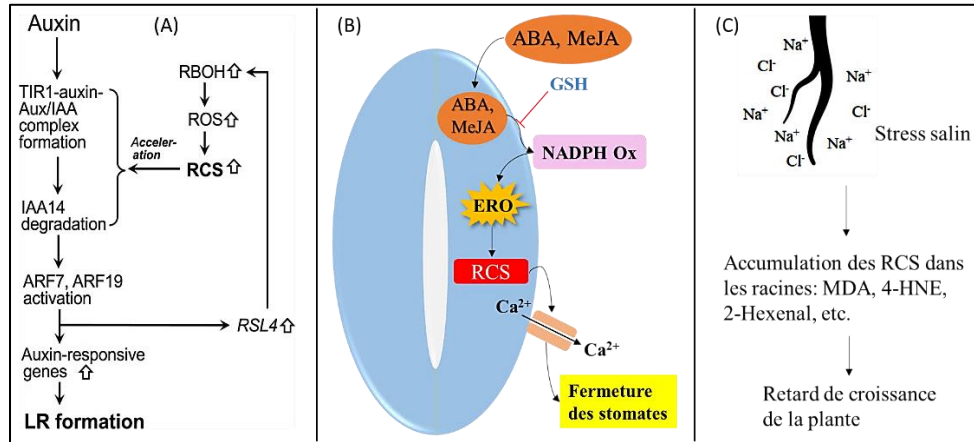 (A)
Auxin
RBOH⇧
TIR1-auxin-
Aux/IAA
complex
formation
ROS⇧
Acceler-
ation
RCS⇧
IAA14
degradation
ARF7, ARF19
activation
RSL4⇧
Auxin-responsive
genes ⇧
LR formation
(B)
ABA, MeJA
GSH
ABA,
MeJA
NADPH Ox
ERO
RCS
Ca²⁺
Ca²⁺
Fermeture
des stomates
(C)
Na⁺
Na⁺
Cl⁻
Cl⁻
Na⁺
Cl⁻
Na⁺
Na⁺
Na⁺
Cl⁻
Stress salin
Accumulation des RCS dans
les racines: MDA, 4-HNE,
2-Hexenal, etc.
Retard de croissance
de la plante